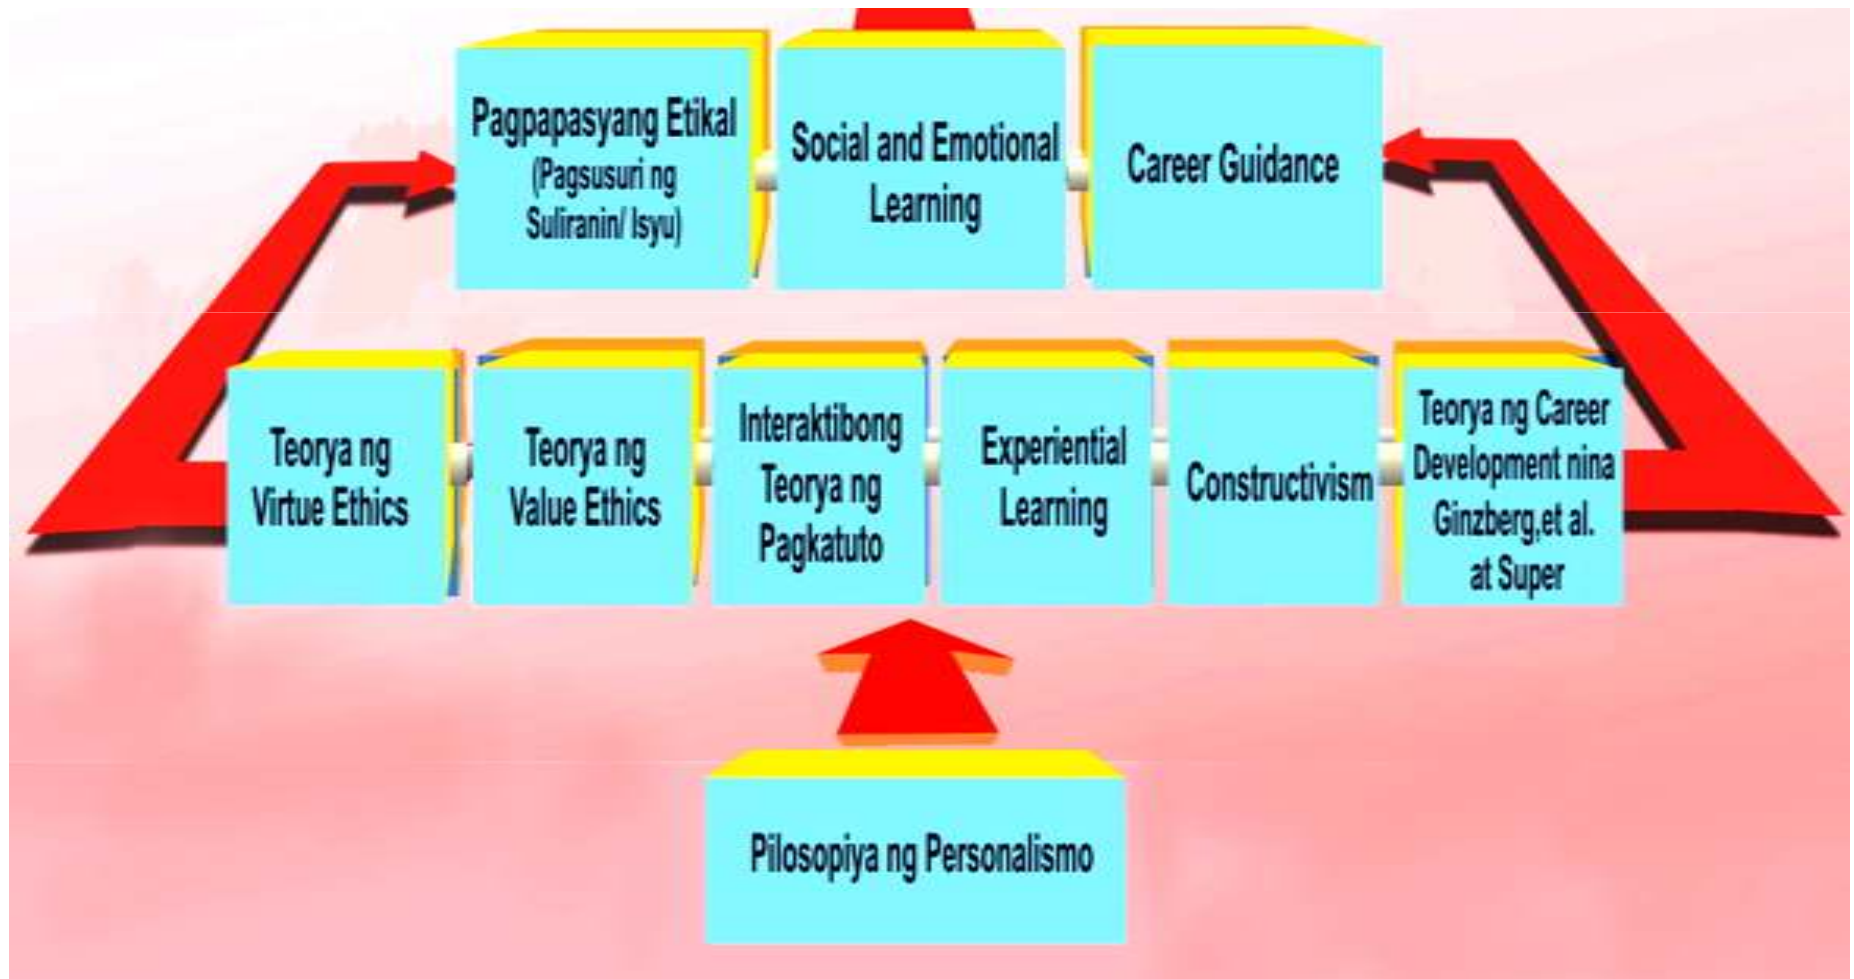 Pagpapasyang Etikal
(Pagsusuri ng
Suliranin/ Isyu)
Social and Emotional
Learning
Career Guidance
Teorya ng
Virtue Ethics
Teorya ng
Value Ethics
Interaktibong
Teorya ng
Pagkatuto
Experiential
Learning
Constructivism
Teorya ng Career
Development nina
Ginzberg,et al.
at Super
Pilosopiya ng Personalismo